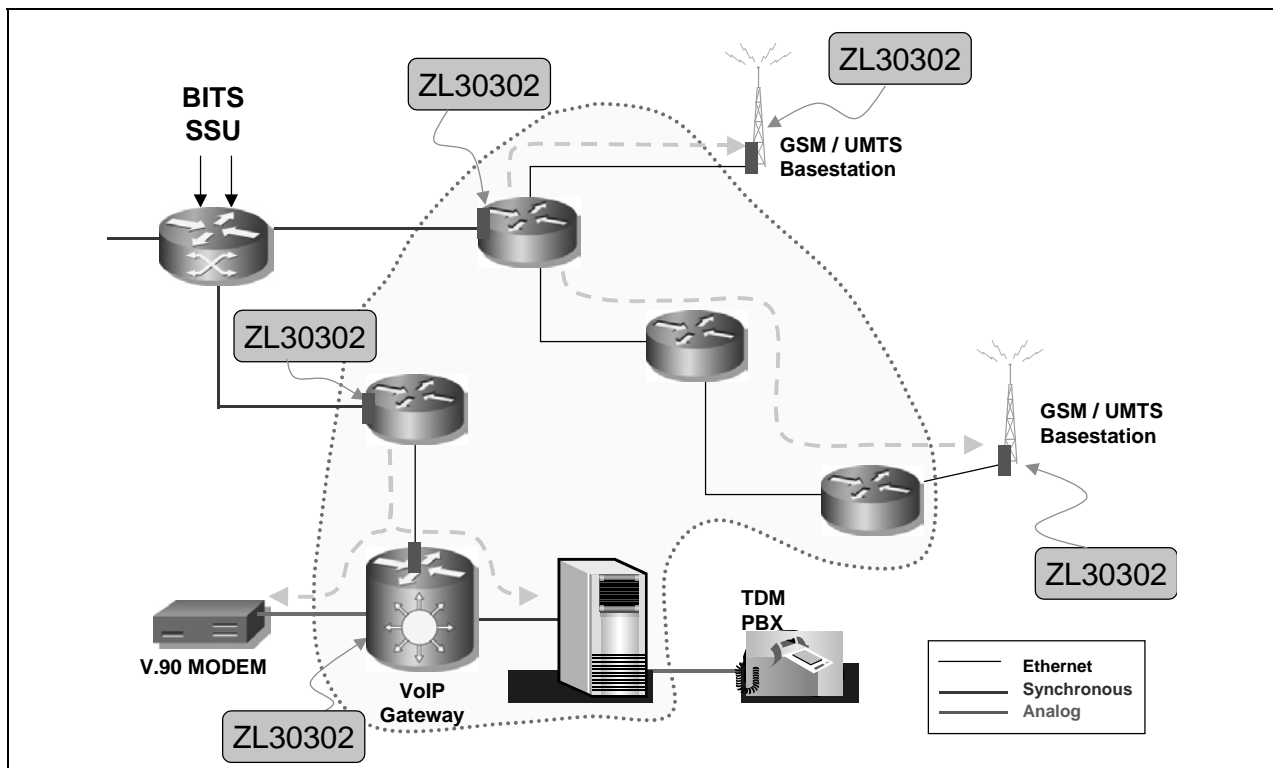 ZL30302
ZL30302
BITS
SSU
GSM / UMTS
Basestation
ZL30302
GSM / UMTS
Basestation
ZL30302
TDM
PBX
V.90 MODEM
VoIP
Gateway
ZL30302
Ethernet
Synchronous
Analog